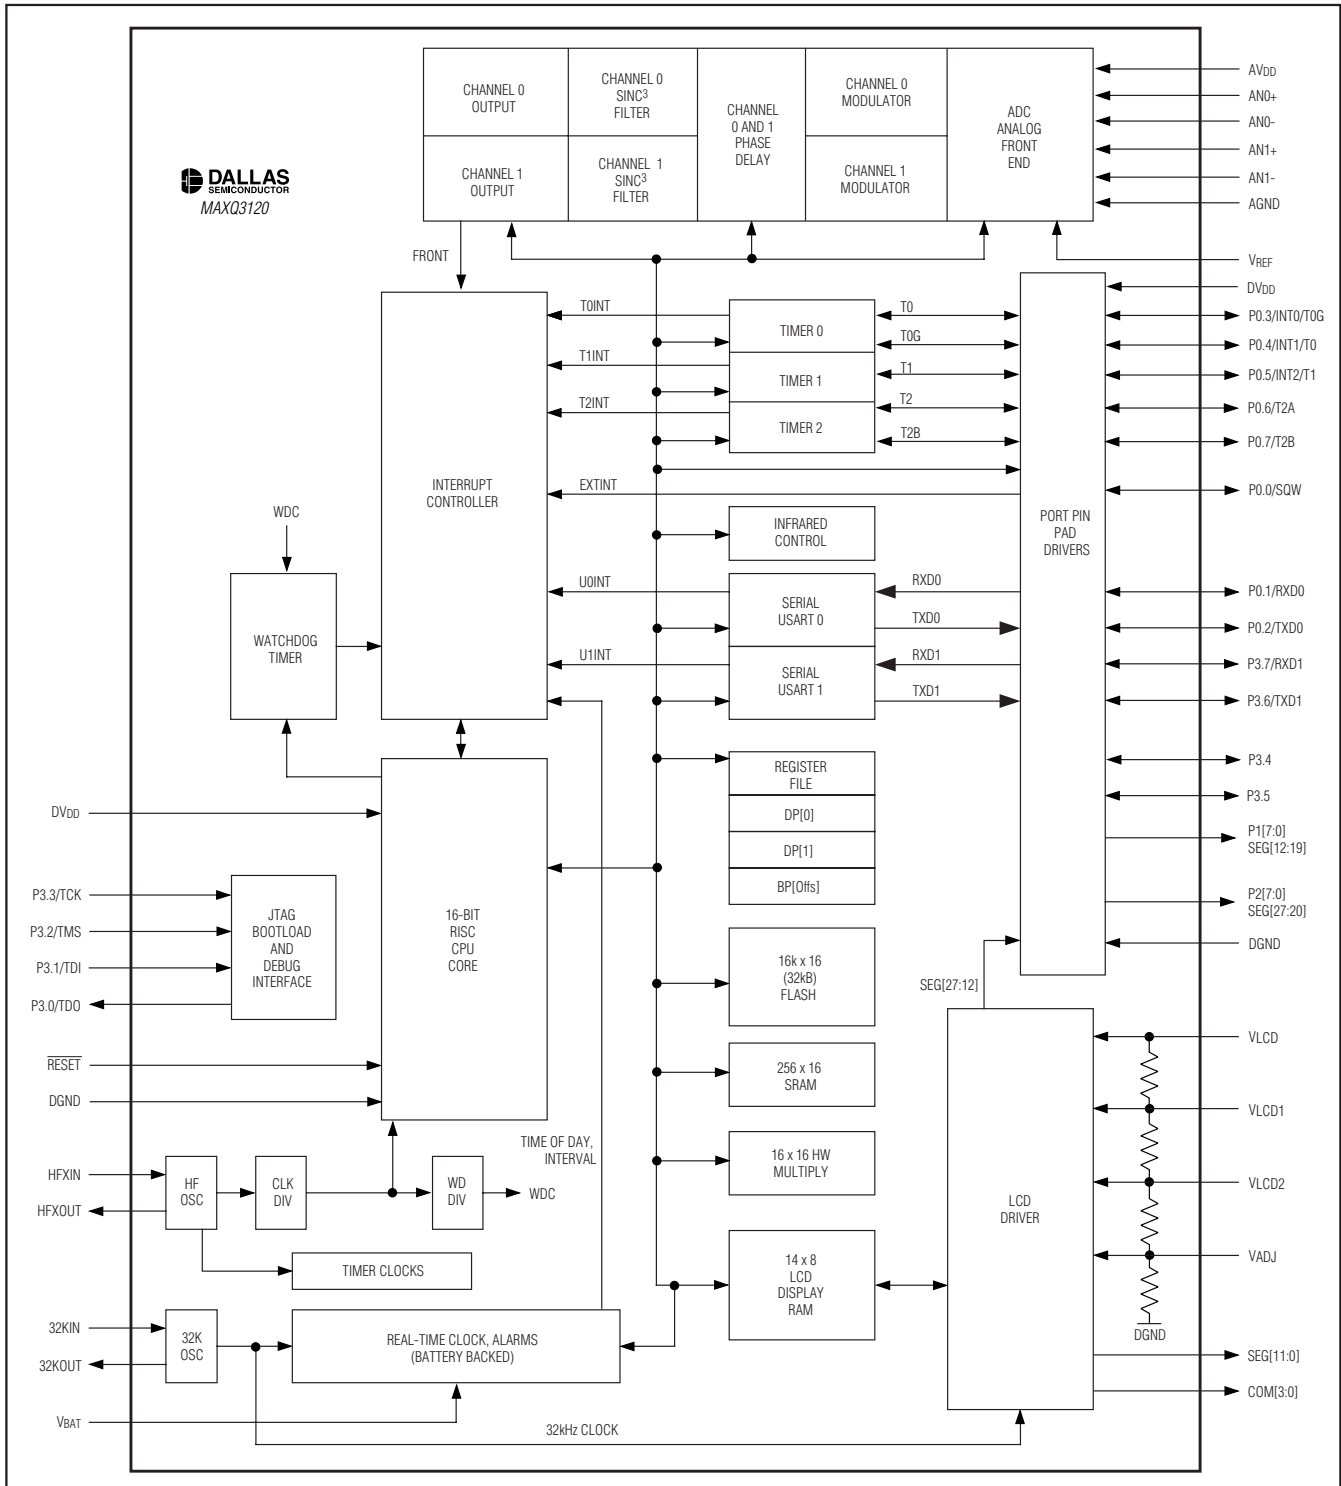 CHANNEL 0
OUTPUT
CHANNEL 0
SINC3
FILTER
CHANNEL
0 AND 1
PHASE
DELAY
CHANNEL 0
MODULATOR
ADC
ANALOG
FRONT
END
CHANNEL 1
OUTPUT
CHANNEL 1
SINC3
FILTER
CHANNEL 1
MODULATOR
AVDD
AN0+
AN0-
AN1+
AN1-
AGND
DALLAS
SEMICONDUCTOR
MAXQ3120
FRONT
VREF
DVDD
P0.3/INT0/T0G
P0.4/INT1/T0
P0.5/INT2/T1
P0.6/T2A
P0.7/T2B
P0.0/SQW
P0.1/RXD0
P0.2/TXD0
P3.7/RXD1
P3.6/TXD1
P3.4
P3.5
P1[7:0]
SEG[12:19]
P2[7:0]
SEG[27:20]
DGND
T0INT
T1INT
T2INT
EXTINT
U0INT
U1INT
INTERRUPT
CONTROLLER
TIMER 0
TIMER 1
TIMER 2
T0
T0G
T1
T2
T2B
PORT PIN
PAD
DRIVERS
INFRARED
CONTROL
SERIAL
USART 0
SERIAL
USART 1
RXD0
TXD0
RXD1
TXD1
WDC
WATCHDOG
TIMER
REGISTER
FILE
DP[0]
DP[1]
BP[Offs]
16k x 16
(32kB)
FLASH
256 x 16
SRAM
16 x 16 HW
MULTIPLY
14 x 8
LCD
DISPLAY
RAM
DVDD
P3.3/TCK
P3.2/TMS
P3.1/TDI
P3.0/TDO
RESET
DGND
JTAG
BOOTLOAD
AND
DEBUG
INTERFACE
16-BIT
RISC
CPU
CORE
SEG[27:12]
LCD
DRIVER
VLCD
VLCD1
VLCD2
VADJ
DGND
SEG[11:0]
COM[3:0]
TIME OF DAY,
INTERVAL
HFXIN
HFXOUT
HF
OSC
CLK
DIV
WD
DIV
WDC
TIMER CLOCKS
32KIN
32KOUT
32K
OSC
REAL-TIME CLOCK, ALARMS
(BATTERY BACKED)
VBAT
32kHz CLOCK